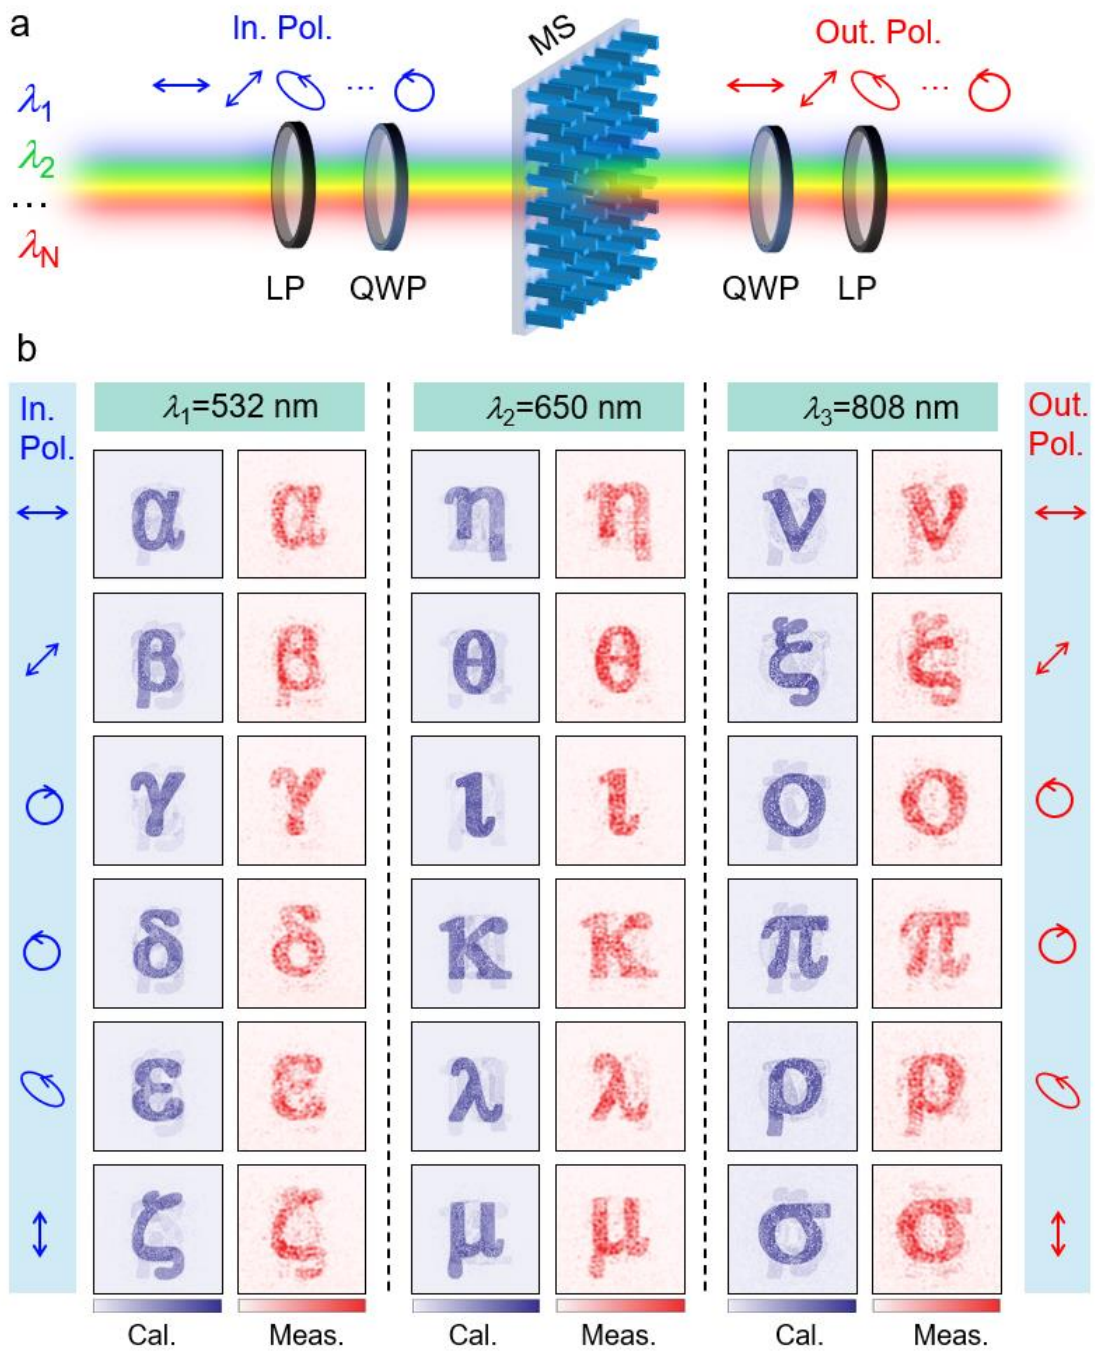 a
In. Pol.
MS
Out. Pol.
...
...
λ1
λ2
...
λN
LP
QWP
QWP
LP
b
In.
Pol.
λ1=532 nm
λ2=650 nm
λ3=808 nm
Out.
Pol.
α α η η ν ν
β β θ θ ξ ξ
γ γ ι ι ο ο
δ δ κ κ π π
ε ε λ λ ρ ρ
ζ ζ μ μ σ σ
Cal.
Meas.
Cal.
Meas.
Cal.
Meas.